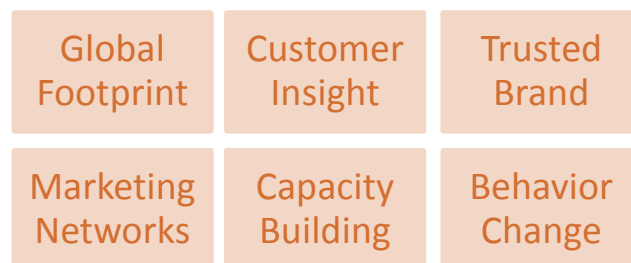 Global
Footprint
Customer
Insight
Trusted
Brand
Marketing
Networks
Capacity
Building
Behavior
Change